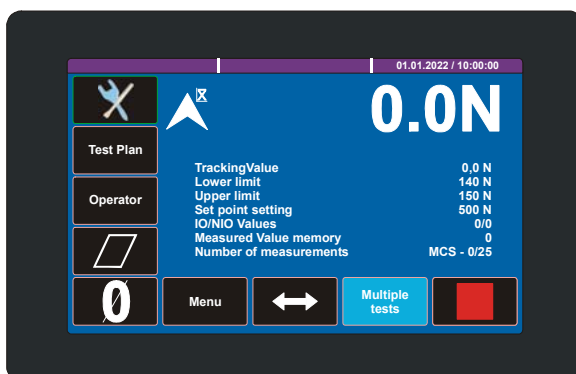 01.01.2022 / 10:00:00
0.0N
Test Plan
TrackingValue 0,0 N
Lower limit 140 N
Upper limit 150 N
Operator
Set point setting 500 N
IO/NIO Values 0/0
Measured Value memory 0
Number of measurements MCS - 0/25
Ø
Menu
Multiple
tests